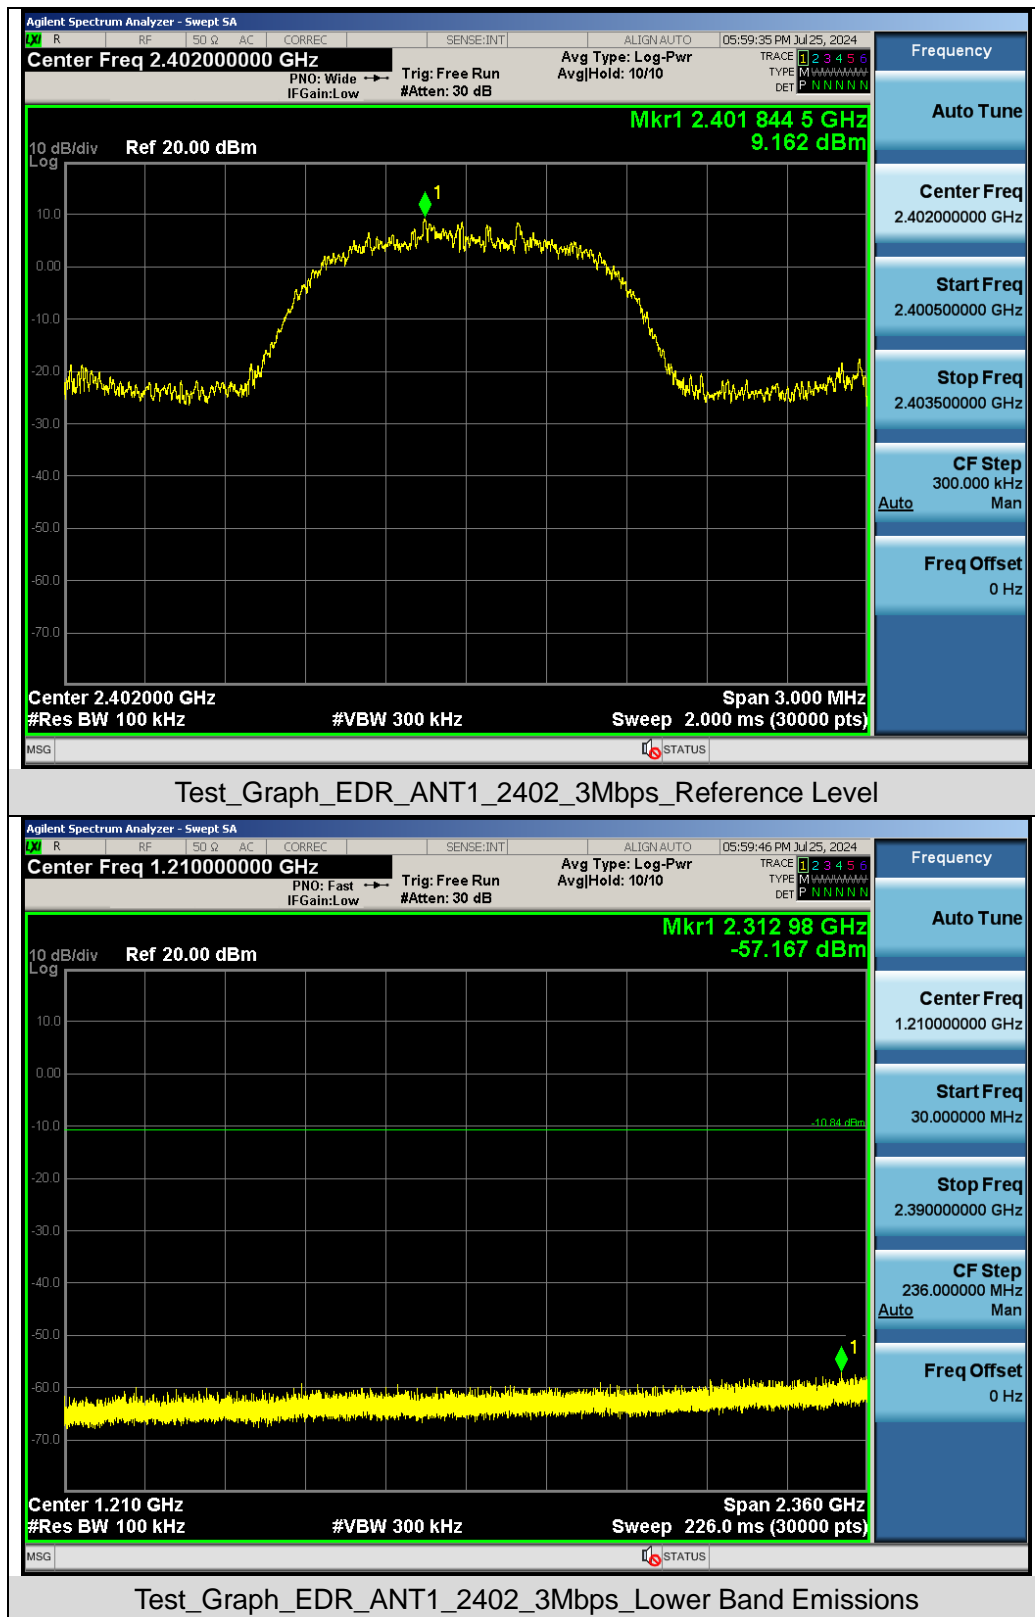 Agilent Spectrum Analyzer - Swept SA
LXI R RF 50 Ω AC CORREC SENSE:INT ALIGN AUTO 05:59:35 PM Jul 25, 2024
Center Freq 2.402000000 GHz
PNO: Wide
IFGain:Low
Trig: Free Run
#Atten: 30 dB
Avg Type: Log-Pwr
Avg|Hold: 10/10
TRACE 1 2 3 4 5 6
TYPE M
DET P N N N N N
Mkr1 2.401 844 5 GHz
9.162 dBm
10 dB/div Ref 20.00 dBm
Log
1
10.0
0.00
-10.0
-20.0
-30.0
-40.0
-50.0
-60.0
-70.0
Center 2.402000 GHz Span 3.000 MHz
#Res BW 100 kHz #VBW 300 kHz Sweep 2.000 ms (30000 pts)
MSG STATUS
Frequency
Auto Tune
Center Freq
2.402000000 GHz
Start Freq
2.400500000 GHz
Stop Freq
2.403500000 GHz
CF Step
300.000 kHz
Auto Man
Freq Offset
0 Hz
Test_Graph_EDR_ANT1_2402_3Mbps_Reference Level
Agilent Spectrum Analyzer - Swept SA
LXI R RF 50 Ω AC CORREC SENSE:INT ALIGN AUTO 05:59:46 PM Jul 25, 2024
Center Freq 1.210000000 GHz
PNO: Fast
IFGain:Low
Trig: Free Run
#Atten: 30 dB
Avg Type: Log-Pwr
Avg|Hold: 10/10
TRACE 1 2 3 4 5 6
TYPE M
DET P N N N N N
Mkr1 2.312 98 GHz
-57.167 dBm
10 dB/div Ref 20.00 dBm
Log
10.0
0.00
-10.0
-10.84 dBm
-20.0
-30.0
-40.0
-50.0
1
-60.0
-70.0
Center 1.210 GHz Span 2.360 GHz
#Res BW 100 kHz #VBW 300 kHz Sweep 226.0 ms (30000 pts)
MSG STATUS
Frequency
Auto Tune
Center Freq
1.210000000 GHz
Start Freq
30.000000 MHz
Stop Freq
2.390000000 GHz
CF Step
236.000000 MHz
Auto Man
Freq Offset
0 Hz
Test_Graph_EDR_ANT1_2402_3Mbps_Lower Band Emissions